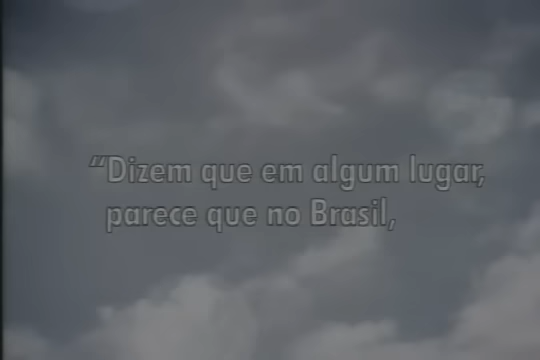 “Dizem que em algum lugar,
parece que no Brasil,